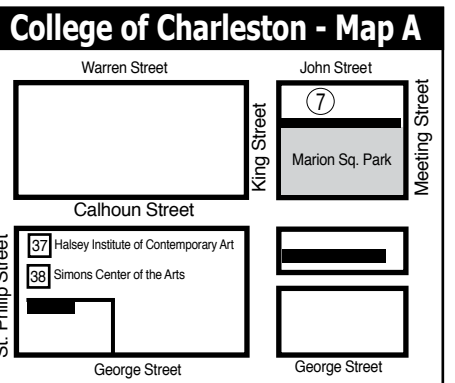 College of Charleston - Map A
Warren Street
John Street
7
King Street
Marion Sq. Park
Meeting Street
Calhoun Street
St. Philip Street
37 Halsey Institute of Contemporary Art
38 Simons Center of the Arts
George Street
George Street